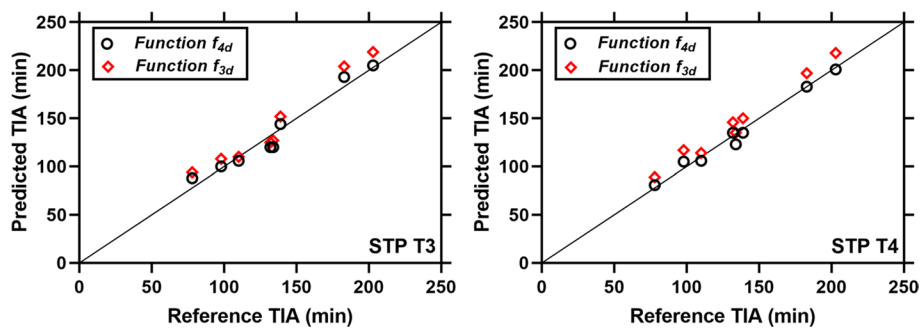 250
200
150
100
50
0
Predicted TIA (min)
Function f4d
Function f3d
STP T3
0 50 100 150 200 250
Reference TIA (min)
250
200
150
100
50
0
Predicted TIA (min)
Function f4d
Function f3d
STP T4
0 50 100 150 200 250
Reference TIA (min)